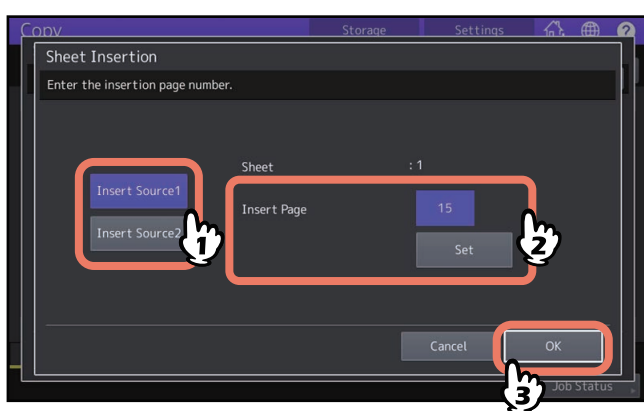 Copy
Storage
Settings
?
Sheet Insertion
Enter the insertion page number.
Sheet : 1
Insert Source1
Insert Page 15
Insert Source2
Set
1
2
Cancel
OK
3
Job Status